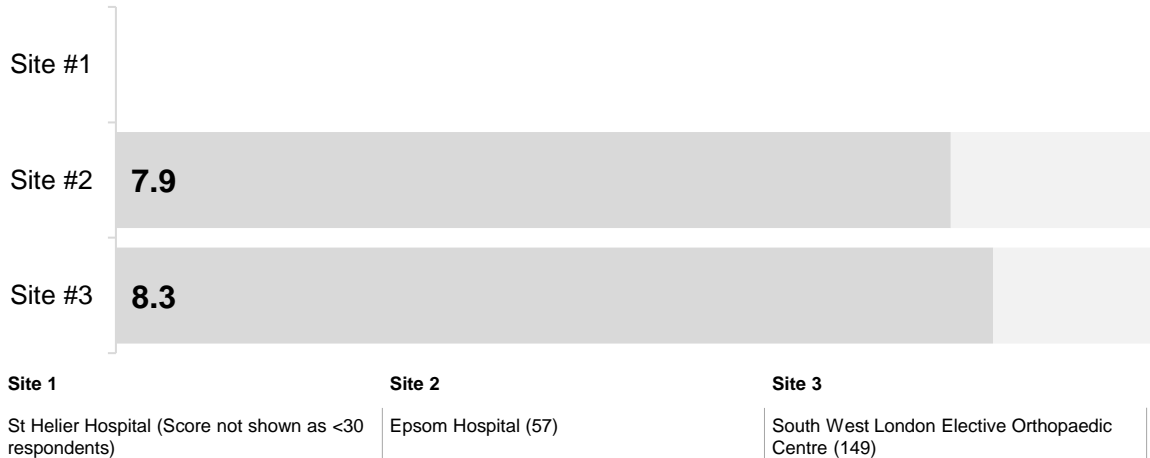 Site #1
Site #2
7.9
Site #3
8.3
Site 1
Site 2
Site 3
St Helier Hospital (Score not shown as <30
respondents)
Epsom Hospital (57)
South West London Elective Orthopaedic
Centre (149)